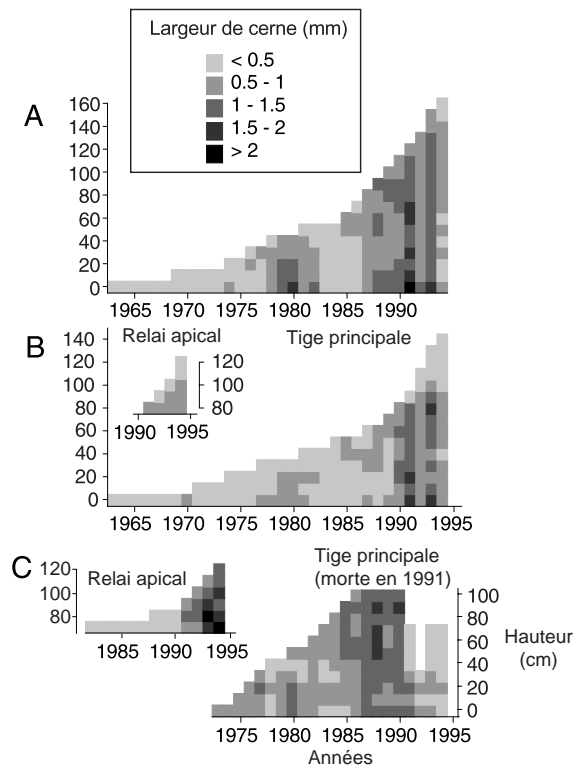 Largeur de cerne (mm)
< 0.5
0.5 - 1
1 - 1.5
1.5 - 2
> 2
A
160
140
120
100
80
60
40
20
0
1965 1970 1975 1980 1985 1990
B
Relai apical
Tige principale
140
120
100
80
60
40
20
0
120
100
80
1990 1995
1965 1970 1975 1980 1985 1990 1995
C
Relai apical
Tige principale
(morte en 1991)
120
100
80
1985 1990 1995
100
80
60
40
20
0
Hauteur
(cm)
1975 1980 1985 1990 1995
Années